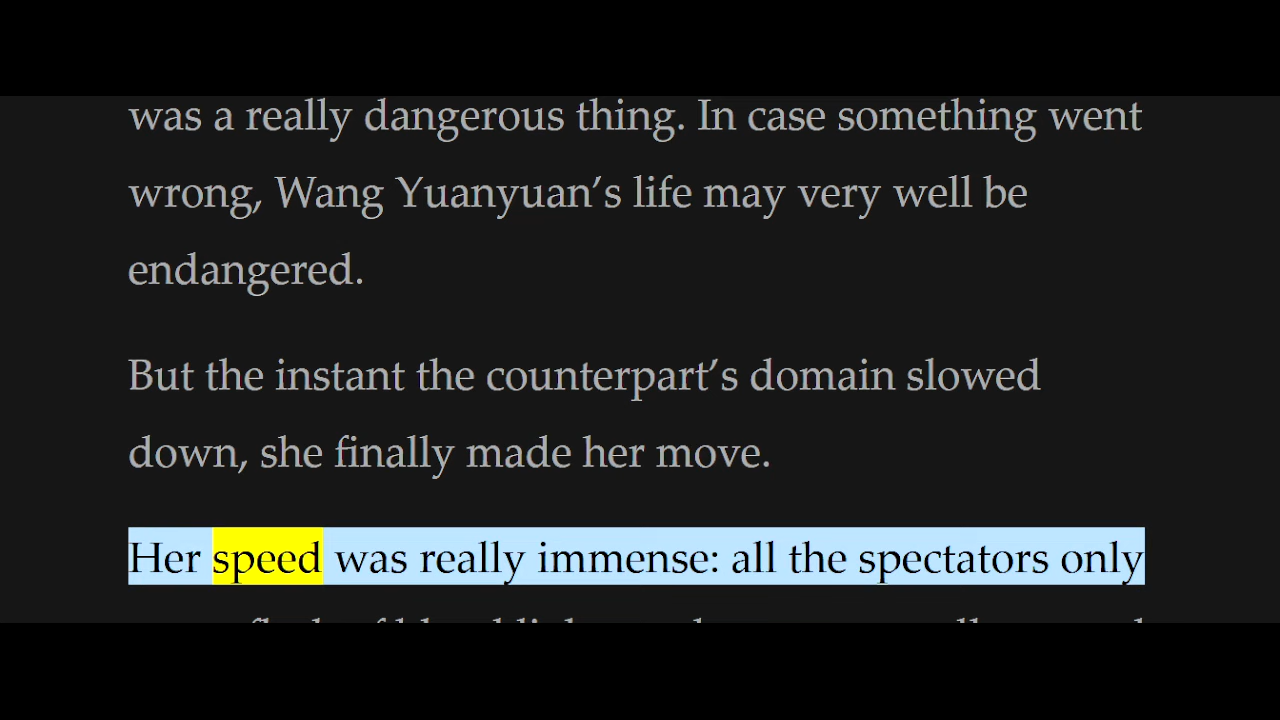 was a really dangerous thing. In case something went
wrong, Wang Yuanyuan’s life may very well be
endangered.
But the instant the counterpart’s domain slowed
down, she finally made her move.
Her speed was really immense: all the spectators only